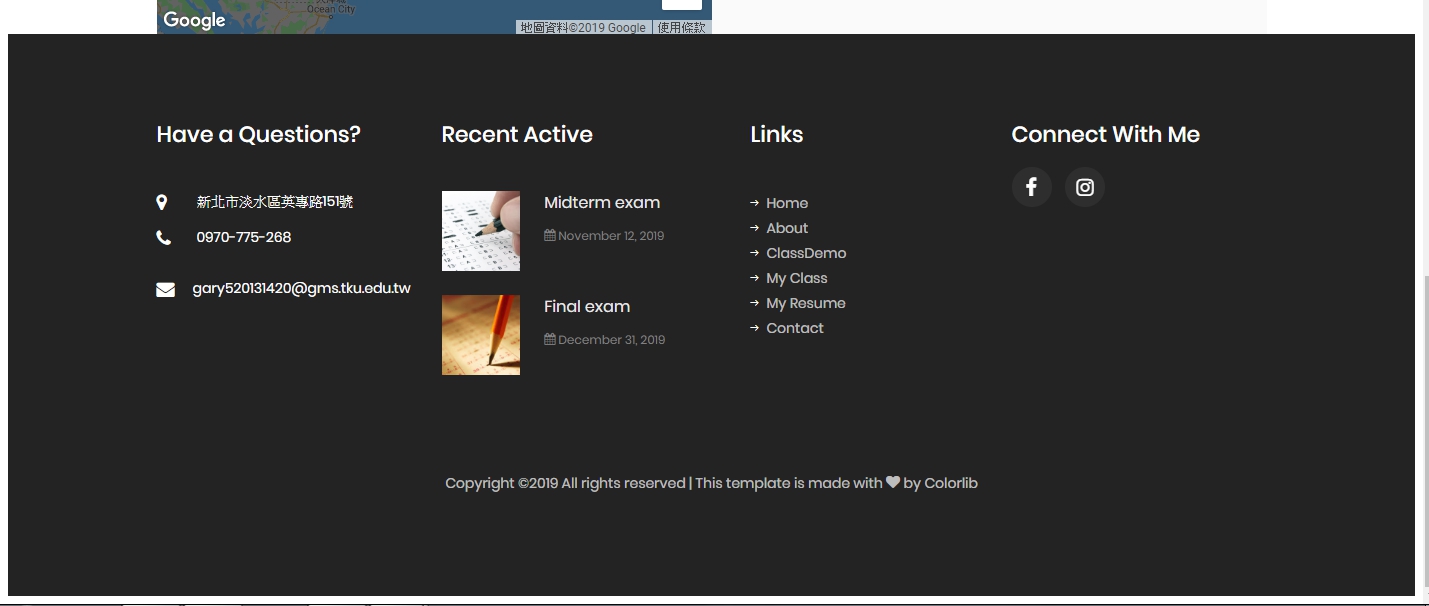 Ocean City
Google
地圖資料©2019 Google
使用條款
Have a Questions?
新北市淡水區英專路151號
0970-775-268
gary520131420@gms.tku.edu.tw
Recent Active
Midterm exam
November 12, 2019
Final exam
December 31, 2019
Links
Home
About
ClassDemo
My Class
My Resume
Contact
Connect With Me
Copyright ©2019 All rights reserved | This template is made with ♥ by Colorlib